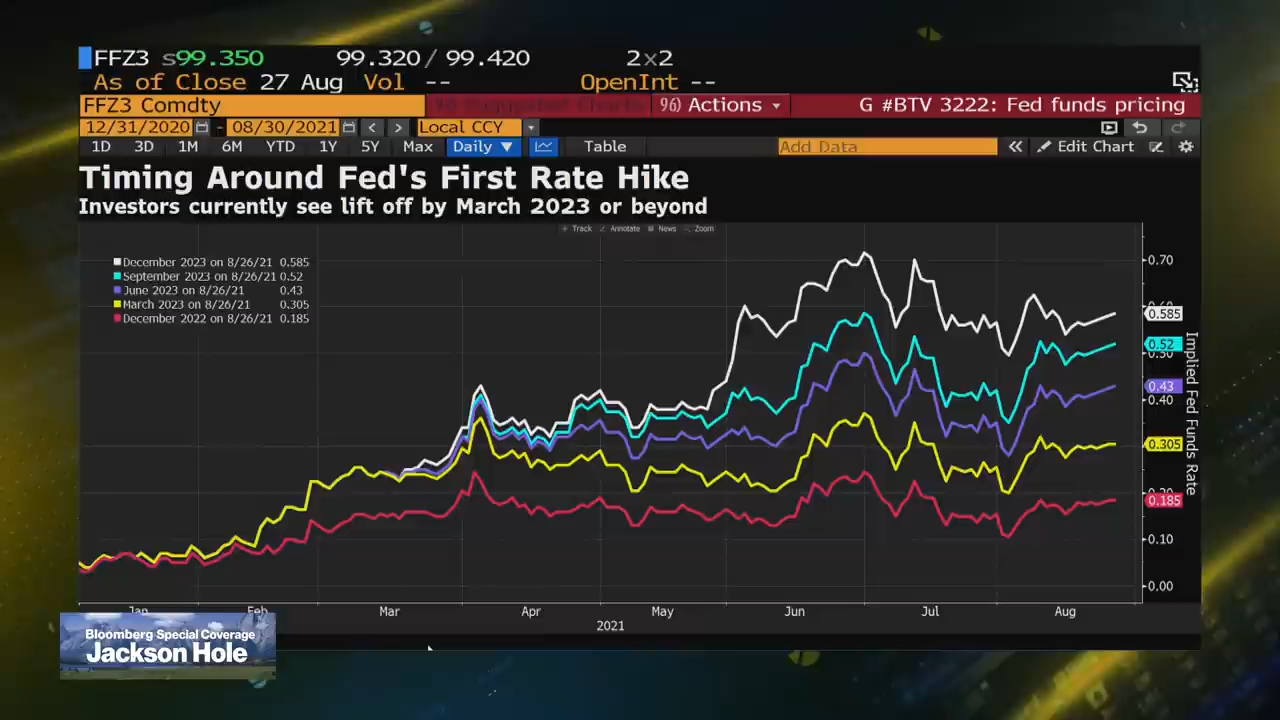 FFZ3 s99.350 99.320 / 99.420 2x2
As of Close 27 Aug Vol -- OpenInt --
FFZ3 Comdty 96) Actions G #BTV 3222: Fed funds pricing
12/31/2020 - 08/30/2021 Local CCY
1D 3D 1M 6M YTD 1Y 5Y Max Daily Table Add Data Edit Chart
Timing Around Fed's First Rate Hike
Investors currently see lift off by March 2023 or beyond
Track Annotate News Zoom
December 2023 on 8/26/21 0.585
September 2023 on 8/26/21 0.52
June 2023 on 8/26/21 0.43
March 2023 on 8/26/21 0.305
December 2022 on 8/26/21 0.185
0.70
0.60
0.585
0.52
0.50
0.43
0.40
0.305
0.20
0.185
0.10
0.00
Implied Fed Funds Rate
Jan Feb Mar Apr May Jun Jul Aug
2021
Bloomberg Special Coverage
Jackson Hole